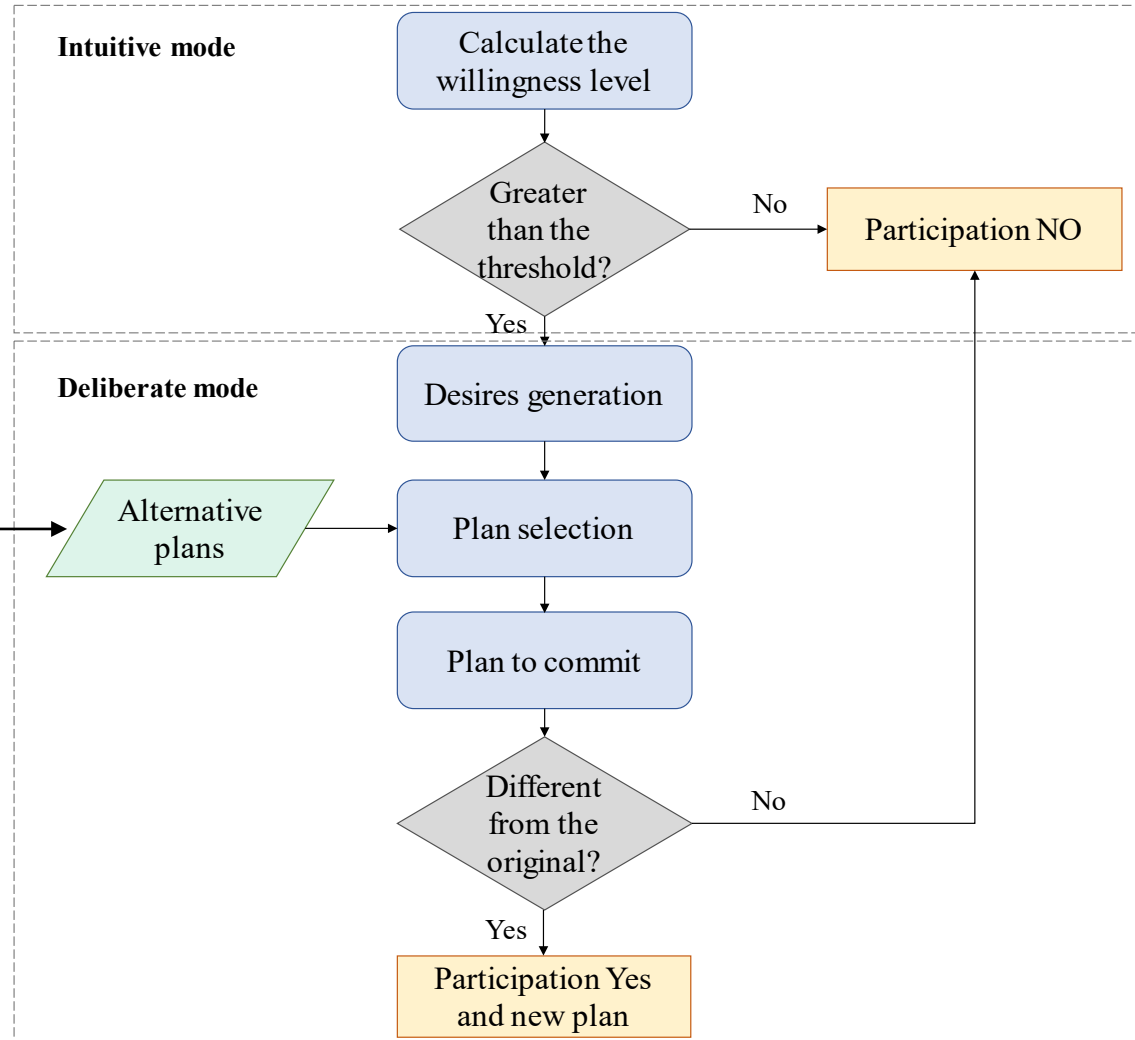 Intuitive mode
Calculate the
willingness level
Greater
than the
threshold?
No
Participation NO
Yes
Deliberate mode
Desires generation
Alternative
plans
Plan selection
Plan to commit
Different
from the
original?
No
Yes
Participation Yes
and new plan